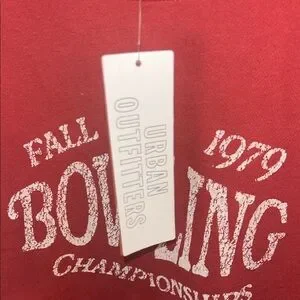 URBAN
OUTFITTERS
FALL 1979
BOWLING
CHAMPIONSHIPS